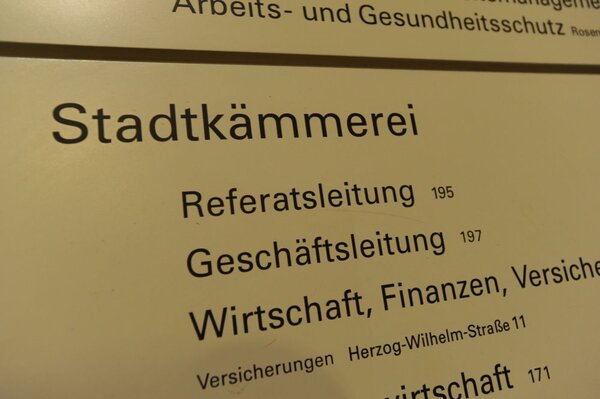 Arbeits- und Gesundheitsschutz
Stadtkämmerei
Referatsleitung 195
Geschäftsleitung 197
Wirtschaft, Finanzen,
Versicherungen Herzog-Wilhelm-Straße 11
171